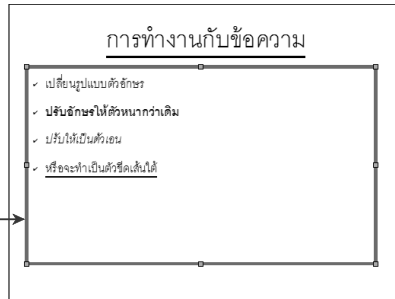 การทำงานกับข้อความ
✓ เปลี่ยนรูปแบบตัวอักษร
✓ ปรับอักษรให้ตัวหนากว่าเดิม
✓ ปรับให้เป็นตัวเอน
✓ หรือจะทำเป็นตัวขีดเส้นใต้